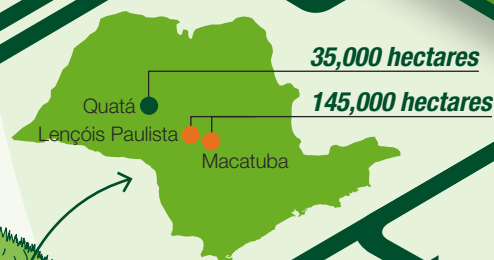 35,000 hectares
145,000 hectares
Quatá
Lençóis Paulista
Macatuba